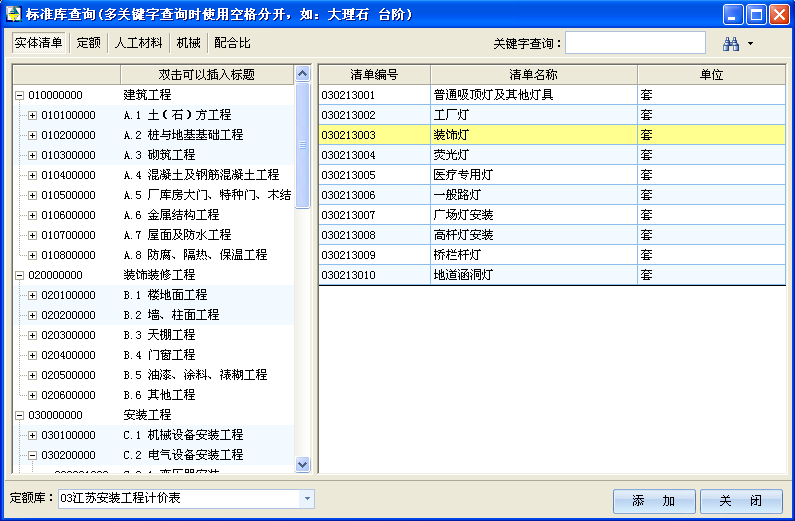 标准库查询(多关键字查询时使用空格分开，如：大理石 台阶)
实体清单 定额 人工材料 机械 配合比 关键字查询：
双击可以插入标题
010000000 建筑工程
010100000 A.1 土（石）方工程
010200000 A.2 桩与地基基础工程
010300000 A.3 砌筑工程
010400000 A.4 混凝土及钢筋混凝土工程
010500000 A.5 厂库房大门、特种门、木结
010600000 A.6 金属结构工程
010700000 A.7 屋面及防水工程
010800000 A.8 防腐、隔热、保温工程
020000000 装饰装修工程
020100000 B.1 楼地面工程
020200000 B.2 墙、柱面工程
020300000 B.3 天棚工程
020400000 B.4 门窗工程
020500000 B.5 油漆、涂料、裱糊工程
020600000 B.6 其他工程
030000000 安装工程
030100000 C.1 机械设备安装工程
030200000 C.2 电气设备安装工程
清单编号 清单名称 单位
030213001 普通吸顶灯及其他灯具 套
030213002 工厂灯 套
030213003 装饰灯 套
030213004 荧光灯 套
030213005 医疗专用灯 套
030213006 一般路灯 套
030213007 广场灯安装 套
030213008 高杆灯安装 套
030213009 桥栏杆灯 套
030213010 地道涵洞灯 套
定额库： 03江苏安装工程计价表
添 加 关 闭